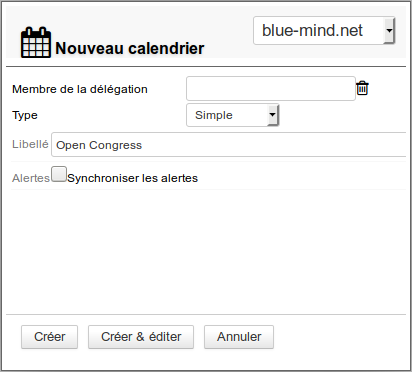 Nouveau calendrier
blue-mind.net
Membre de la délégation
Type Simple
Libellé Open Congress
Alertes Synchroniser les alertes
Créer Créer & éditer Annuler